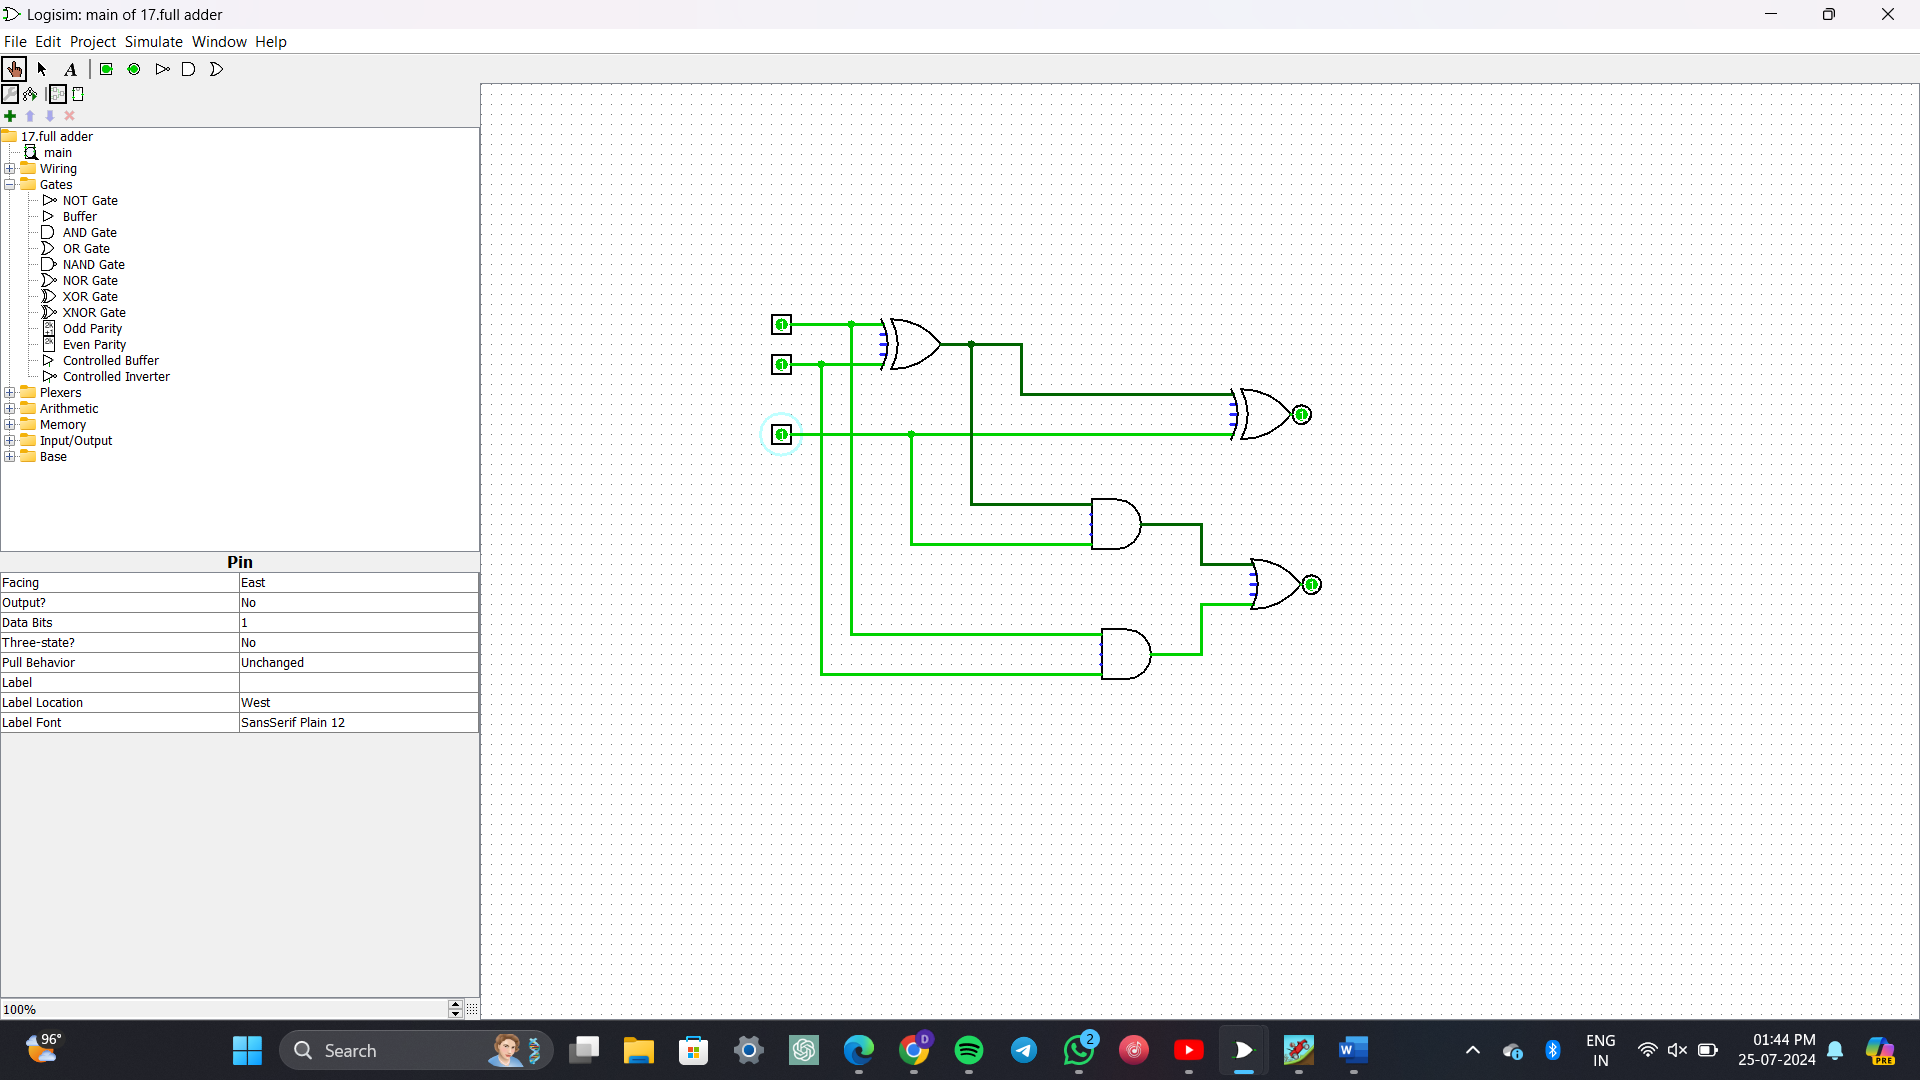 Logisim: main of 17.full adder
File Edit Project Simulate Window Help
A
17.full adder
main
Wiring
Gates
NOT Gate
Buffer
AND Gate
OR Gate
NAND Gate
NOR Gate
XOR Gate
XNOR Gate
Odd Parity
Even Parity
Controlled Buffer
Controlled Inverter
Plexers
Arithmetic
Memory
Input/Output
Base
Pin
Facing East
Output? No
Data Bits 1
Three-state? No
Pull Behavior Unchanged
Label
Label Location West
Label Font SansSerif Plain 12
100%
1
1
1
1
1
96°
Search
D
2
W
ENG
IN
01:44 PM
25-07-2024
PRE